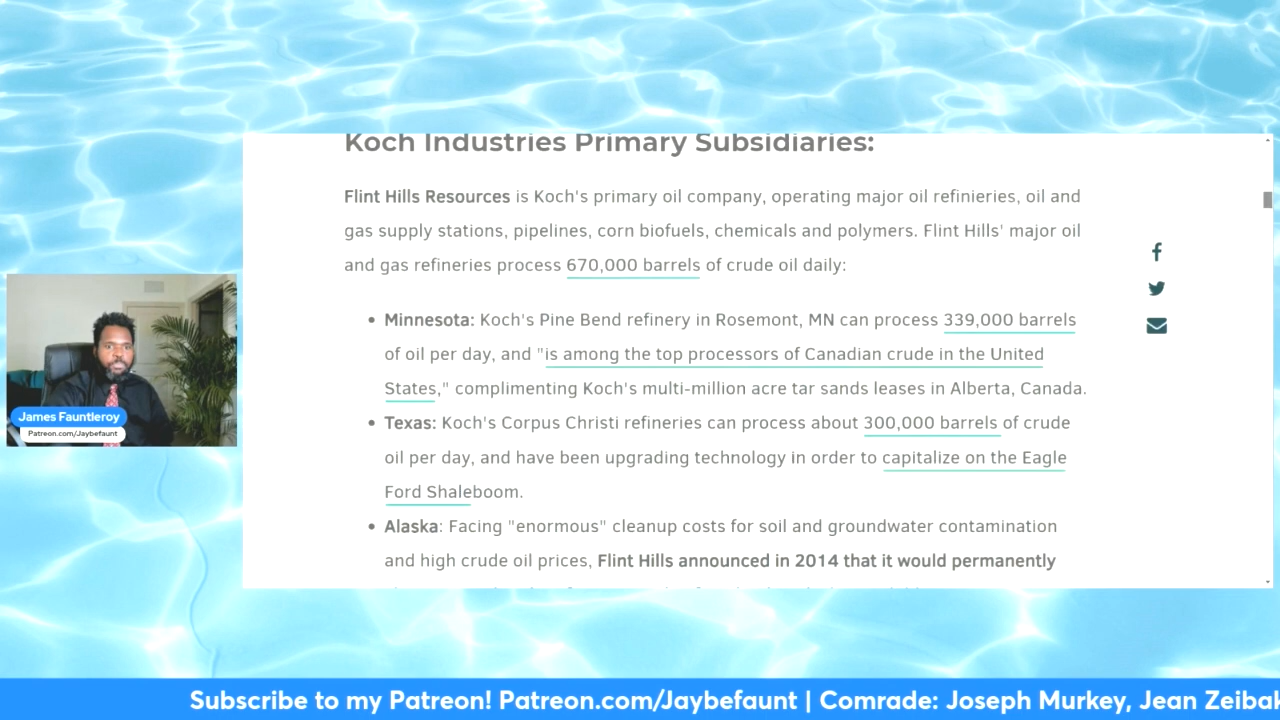 Koch Industries Primary Subsidiaries:
Flint Hills Resources is Koch's primary oil company, operating major oil refinieries, oil and
gas supply stations, pipelines, corn biofuels, chemicals and polymers. Flint Hills' major oil
and gas refineries process 670,000 barrels of crude oil daily:
• Minnesota: Koch's Pine Bend refinery in Rosemont, MN can process 339,000 barrels
of oil per day, and "is among the top processors of Canadian crude in the United
States," complimenting Koch's multi-million acre tar sands leases in Alberta, Canada.
• Texas: Koch's Corpus Christi refineries can process about 300,000 barrels of crude
oil per day, and have been upgrading technology in order to capitalize on the Eagle
Ford Shaleboom.
• Alaska: Facing "enormous" cleanup costs for soil and groundwater contamination
and high crude oil prices, Flint Hills announced in 2014 that it would permanently
James Fauntleroy
Patreon.com/Jaybefaunt
Subscribe to my Patreon! Patreon.com/Jaybefaunt | Comrade: Joseph Murkey, Jean Zeibak